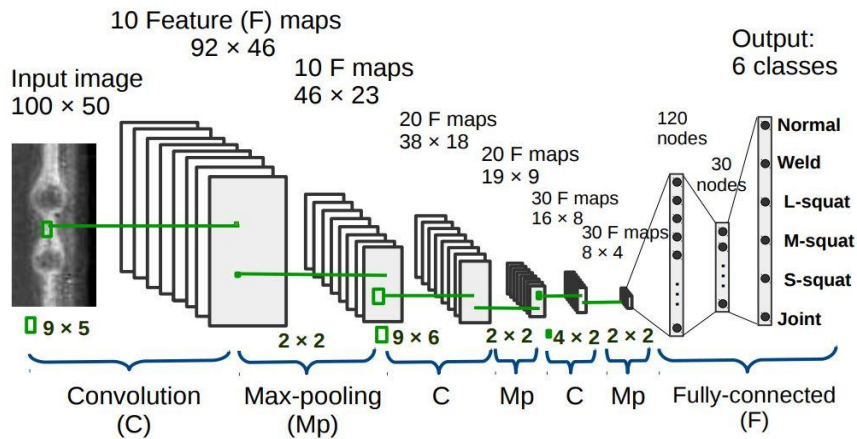 10 Feature (F) maps
92 × 46
Output:
6 classes
10 F maps
46 × 23
Input image
100 × 50
20 F maps
38 × 18
120
nodes
Normal
20 F maps
19 × 9
30
nodes
Weld
30 F maps
16 × 8
L-squat
30 F maps
8 × 4
M-squat
S-squat
Joint
9 × 5
2 × 2
9 × 6
2 × 2
4 × 2
2 × 2
Convolution
(C)
Max-pooling
(Mp)
C
Mp
C
Mp
Fully-connected
(F)